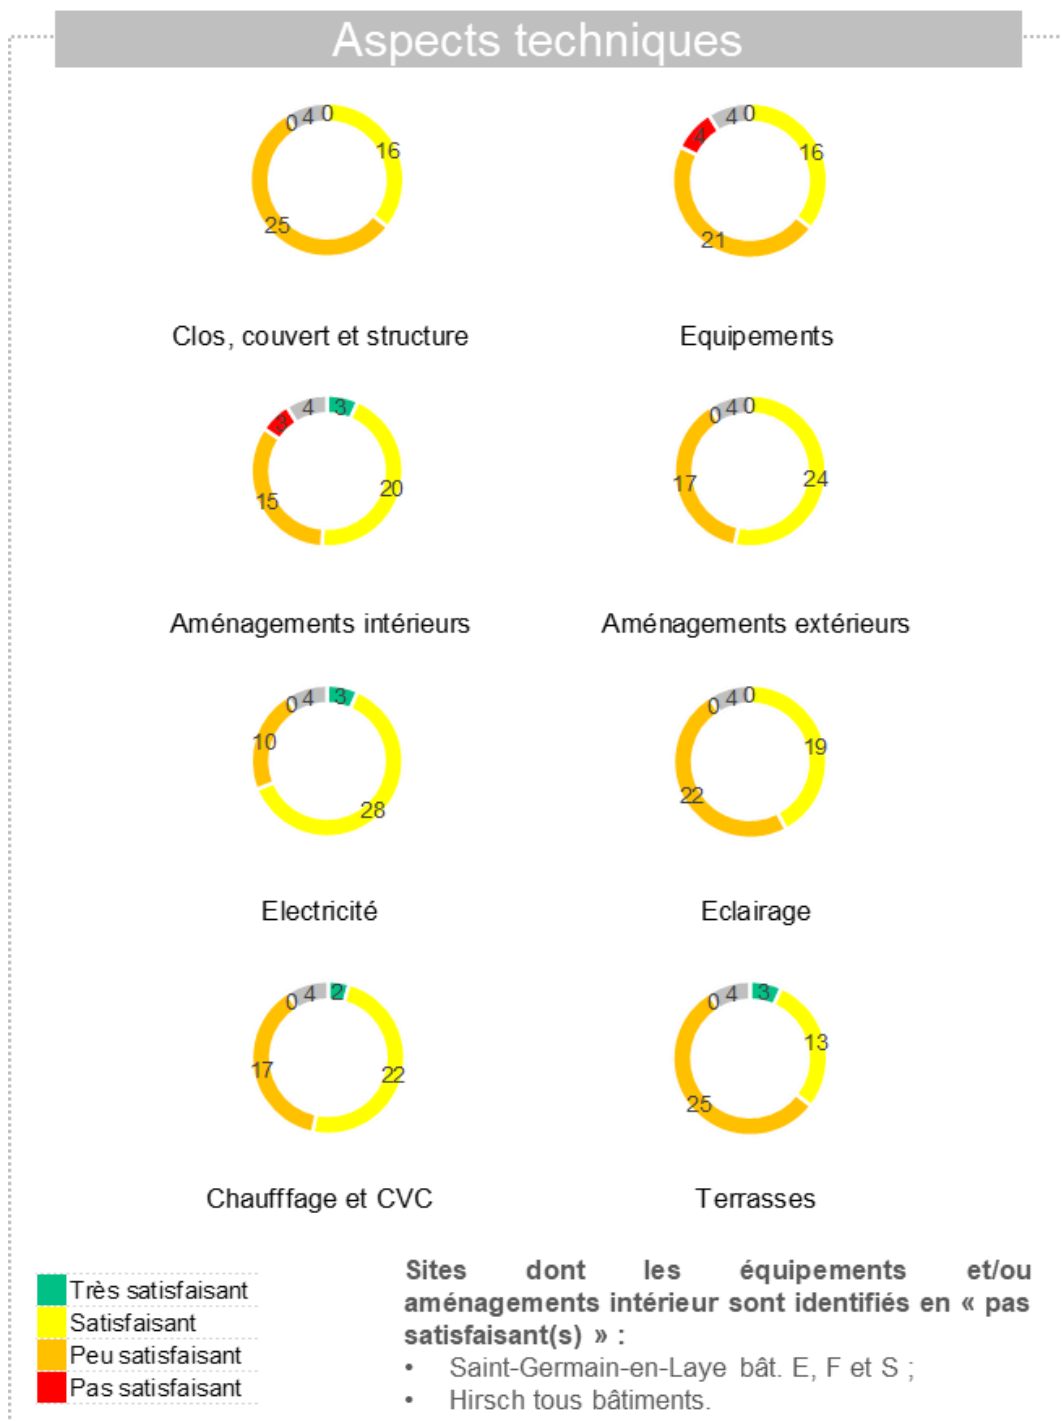 Aspects techniques
0 4 0
16
25
4 4 0
16
21
Clos, couvert et structure
Equipements
3 4 3
20
15
0 4 0
24
17
Aménagements intérieurs
Aménagements extérieurs
0 4 3
10
28
0 4 0
19
22
Electricité
Eclairage
0 4 2
17
22
0 4 3
13
25
Chaufffage et CVC
Terrasses
Très satisfaisant
Satisfaisant
Peu satisfaisant
Pas satisfaisant
Sites dont les équipements et/ou
aménagements intérieur sont identifiés en « pas
satisfaisant(s) » :
• Saint-Germain-en-Laye bât. E, F et S ;
• Hirsch tous bâtiments.